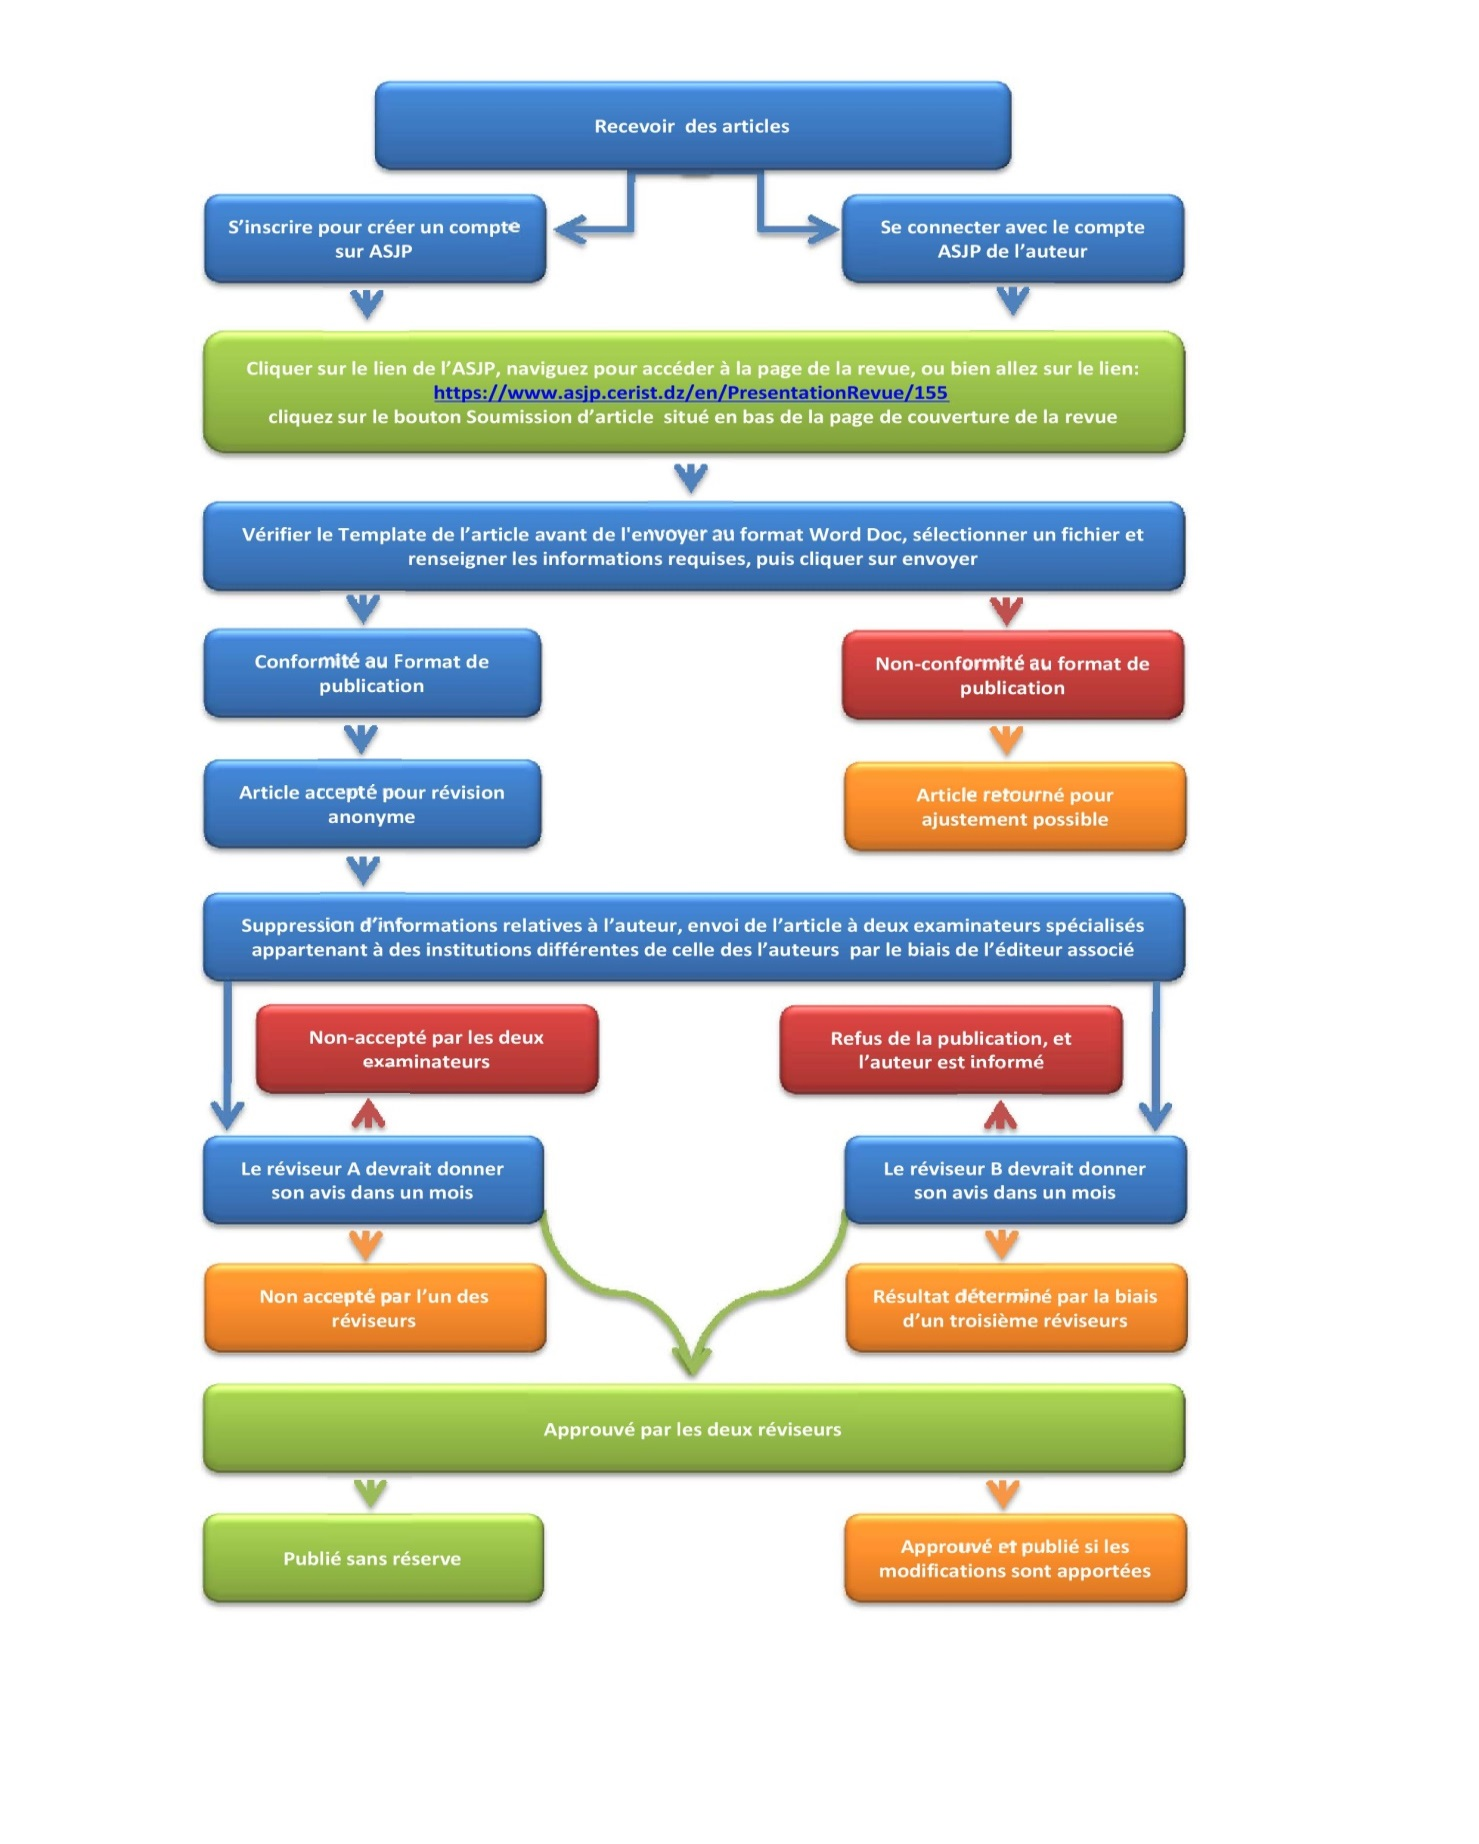 Recevoir des articles
S’inscrire pour créer un compte
sur ASJP
Se connecter avec le compte
ASJP de l’auteur
Cliquer sur le lien de l’ASJP, naviguez pour accéder à la page de la revue, ou bien allez sur le lien:
https://www.asjp.cerist.dz/en/PresentationRevue/155
cliquez sur le bouton Soumission d’article situé en bas de la page de couverture de la revue
Vérifier le Template de l’article avant de l'envoyer au format Word Doc, sélectionner un fichier et
renseigner les informations requises, puis cliquer sur envoyer
Conformité au Format de
publication
Non-conformité au format de
publication
Article accepté pour révision
anonyme
Article retourné pour
ajustement possible
Suppression d’informations relatives à l’auteur, envoi de l’article à deux examinateurs spécialisés
appartenant à des institutions différentes de celle des l’auteurs par le biais de l’éditeur associé
Non-accepté par les deux
examinateurs
Refus de la publication, et
l’auteur est informé
Le réviseur A devrait donner
son avis dans un mois
Le réviseur B devrait donner
son avis dans un mois
Non accepté par l’un des
réviseurs
Résultat déterminé par la biais
d’un troisième réviseurs
Approuvé par les deux réviseurs
Publié sans réserve
Approuvé et publié si les
modifications sont apportées